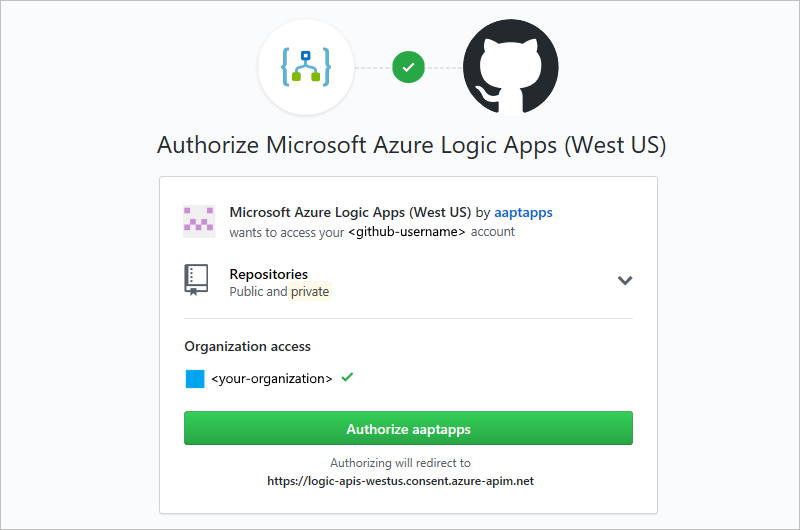 Authorize Microsoft Azure Logic Apps (West US)
Microsoft Azure Logic Apps (West US) by aaptapps
wants to access your <github-username> account
Repositories
Public and private
Organization access
<your-organization>
Authorize aaptapps
Authorizing will redirect to
https://logic-apis-westus.consent.azure-apim.net